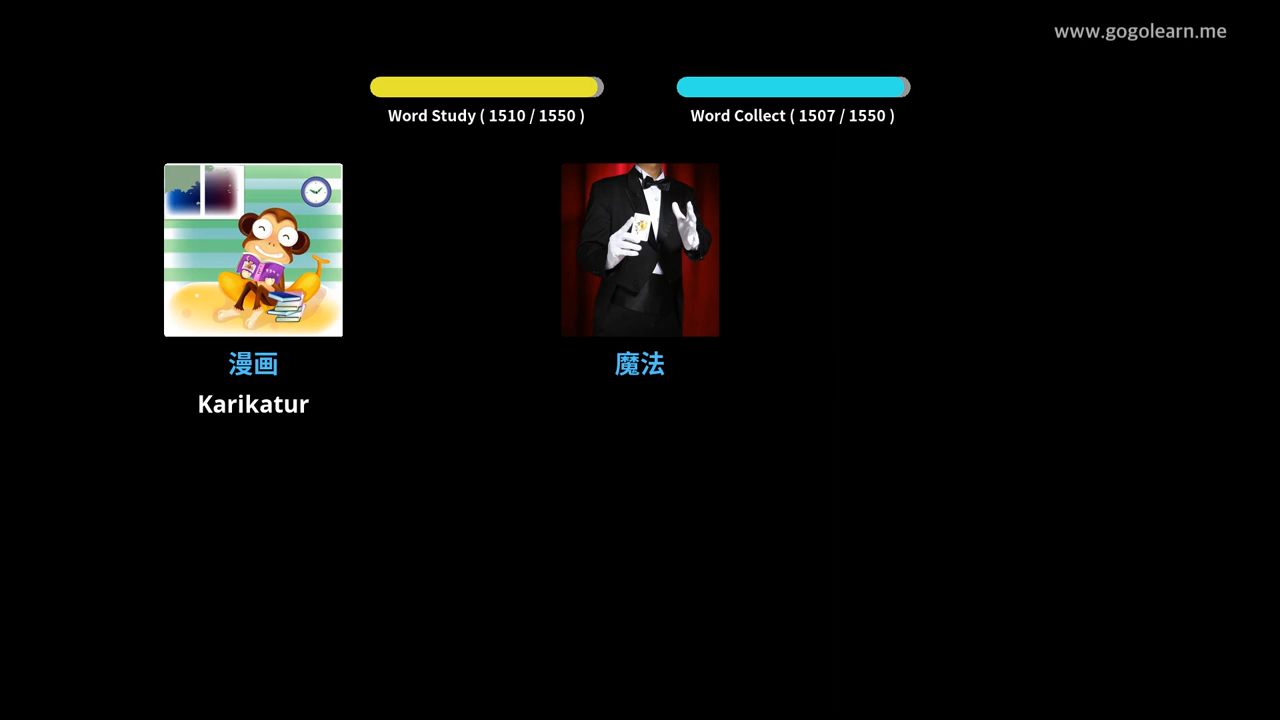 www.gogolearn.me
Word Study ( 1510 / 1550 )
Word Collect ( 1507 / 1550 )
漫画
魔法
Karikatur